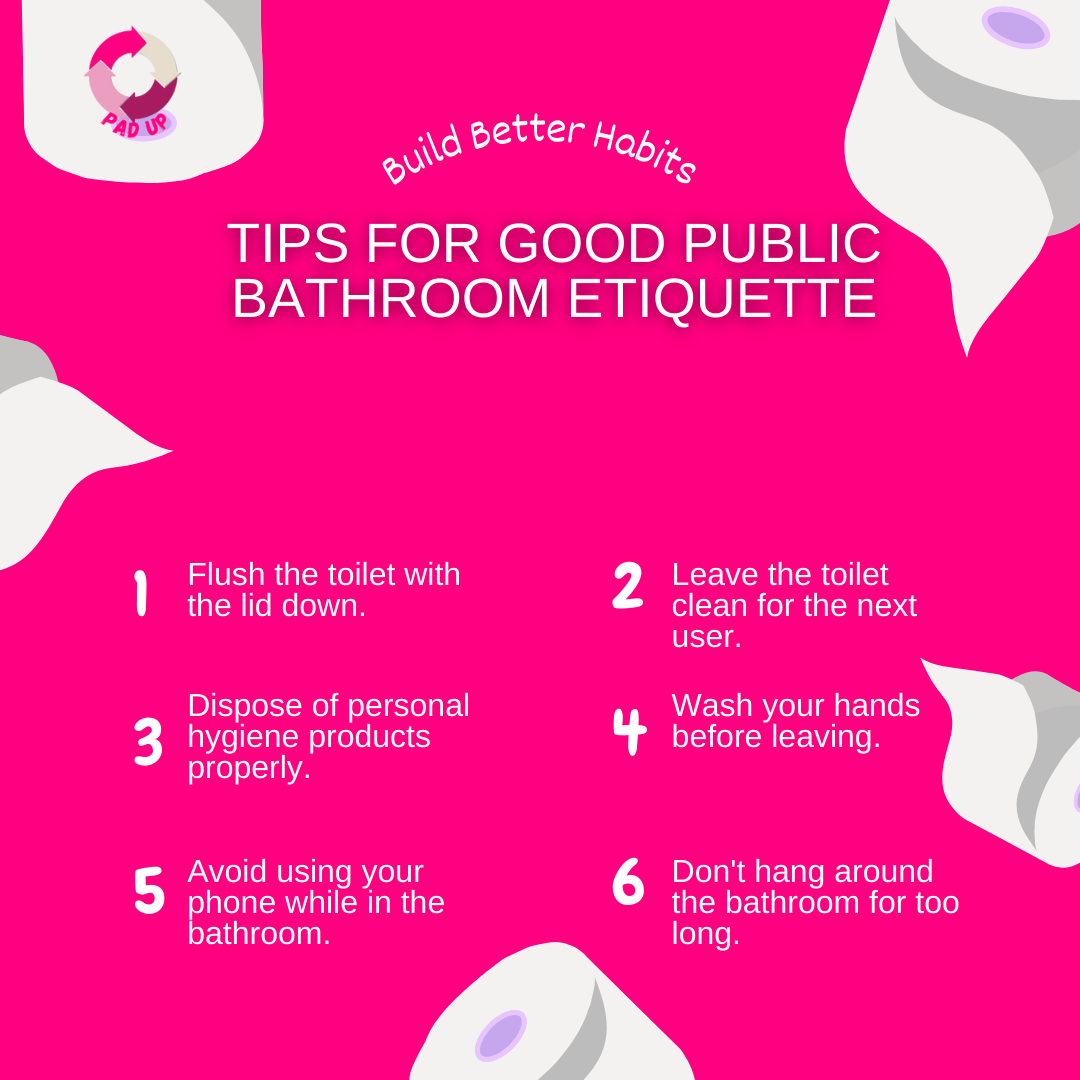 PAD UP
Build Better Habits
TIPS FOR GOOD PUBLIC
BATHROOM ETIQUETTE
1
Flush the toilet with
the lid down.
2
Leave the toilet
clean for the next
user.
3
Dispose of personal
hygiene products
properly.
4
Wash your hands
before leaving.
5
Avoid using your
phone while in the
bathroom.
6
Don't hang around
the bathroom for too
long.